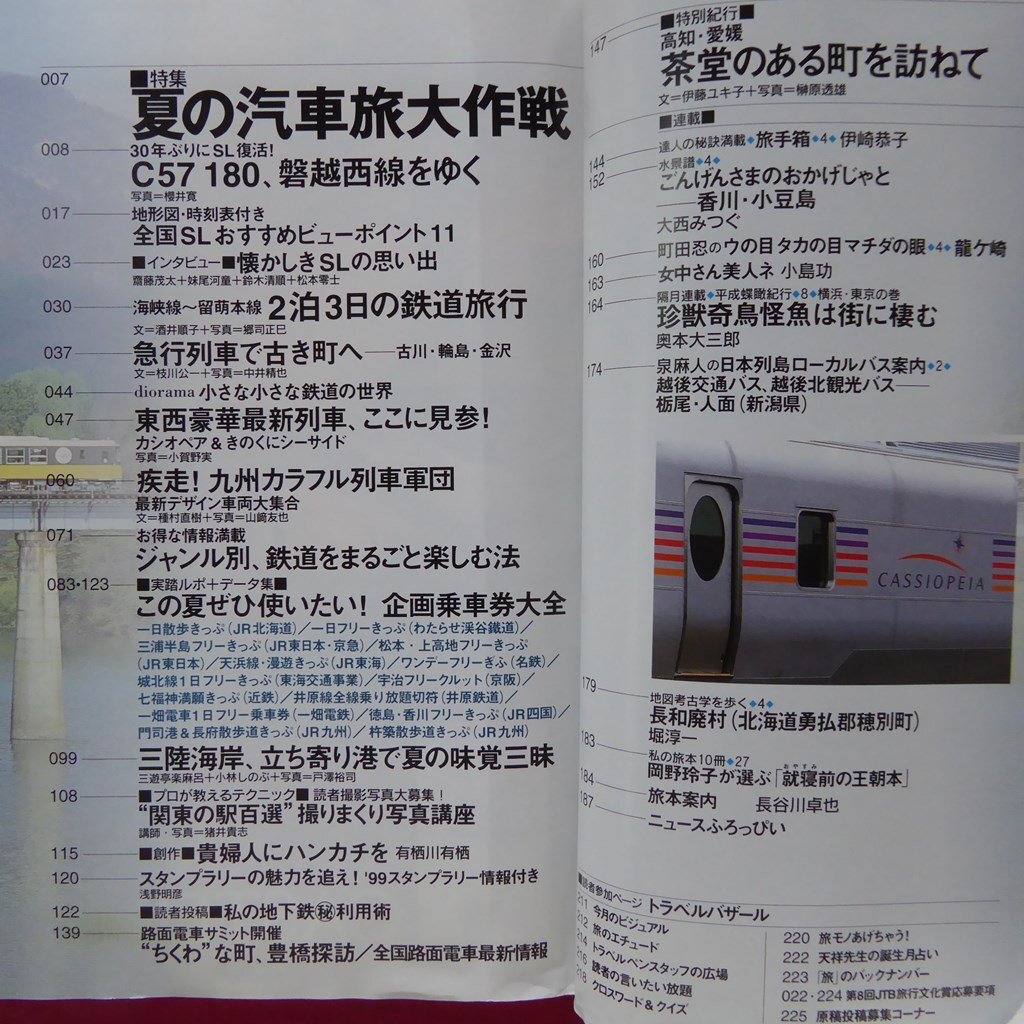 007
■特集
夏の汽車旅大作戦
008
30年ぶりにSL復活!
C57 180、磐越西線をゆく
写真=櫻井寛
017
地形図・時刻表付き
全国SLおすすめビューポイント11
023
■インタビュー■懐かしきSLの思い出
齋藤茂太+妹尾河童+鈴木清順+松本零士
030
海峡線〜留萌本線 2泊3日の鉄道旅行
文=酒井順子+写真=郷司正巳
037
急行列車で古き町へ——古川・輪島・金沢
文=枝川公一+写真=中井精也
044
diorama 小さな小さな鉄道の世界
047
東西豪華最新列車、ここに見参!
カシオペア&きのくにシーサイド
写真=小賀野実
060
疾走! 九州カラフル列車軍団
最新デザイン車両大集合
文=種村直樹+写真=山﨑友也
071
お得な情報満載
ジャンル別、鉄道をまるごと楽しむ法
083・123
■実踏ルポ+データ集■
この夏ぜひ使いたい! 企画乗車券大全
一日散歩きっぷ(JR北海道)/一日フリーきっぷ(わたらせ渓谷鐵道)/
三浦半島フリーきっぷ(JR東日本・京急)/松本・上高地フリーきっぷ
(JR東日本)/天浜線・漫遊きっぷ(JR東海)/ワンデーフリーきふ(名鉄)/
城北線1日フリーきっぷ(東海交通事業)/宇治フリークルット(京阪)/
七福神満願きっぷ(近鉄)/井原線全線乗り放題切符(井原鉄道)/
一畑電車1日フリー乗車券(一畑電鉄)/徳島・香川フリーきっぷ(JR四国)/
門司港&長府散歩道きっぷ(JR九州)/杵築散歩道きっぷ(JR九州)
099
三陸海岸、立ち寄り港で夏の味覚三昧
三遊亭楽麻呂+小林しのぶ+写真=戸澤裕司
108
■プロが教えるテクニック■ 読者撮影写真大募集!
“関東の駅百選”撮りまくり写真講座
講師・写真=猪井貴志
115
■創作■貴婦人にハンカチを 有栖川有栖
120
スタンプラリーの魅力を追え! '99スタンプラリー情報付き
浅野明彦
122
■読者投稿■私の地下鉄㊙利用術
139
路面電車サミット開催
“ちくわ”な町、豊橋探訪/全国路面電車最新情報
147
■特別紀行■
高知・愛媛
茶堂のある町を訪ねて
文=伊藤ユキ子+写真=榊原透雄
■連載■
144
達人の秘訣満載◆旅手箱◆4◆伊崎恭子
152
水景譜◆4◆
ごんげんさまのおかげじゃと
——香川・小豆島
大西みつぐ
160
町田忍のウの目タカの目マチダの眼◆4◆龍ケ崎
163
女中さん美人ネ 小島功
164
隔月連載◆平成蝶瞰紀行◆8◆横浜・東京の巻
珍獣奇鳥怪魚は街に棲む
奥本大三郎
174
泉麻人の日本列島ローカルバス案内◆2◆
越後交通バス、越後北観光バス——
栃尾・人面(新潟県)
CASSIOPEIA
179
地図考古学を歩く◆4◆
長和廃村(北海道勇払郡穂別町)
堀淳一
183
私の旅本10冊◆27
岡野玲子が選ぶ「就寝前の王朝本」
おやすみ
184
旅本案内 長谷川卓也
187
ニュースふろっぴい
■読者参加ページ トラベルバザール
211 今月のビジュアル
212 旅のエチュード
214 トラベルペンスタッフの広場
216 読者の言いたい放題
218 クロスワード&クイズ
220 旅モノあげちゃう!
222 天祥先生の誕生月占い
223 「旅」のバックナンバー
022・224 第8回JTB旅行文化賞応募要項
225 原稿投稿募集コーナー